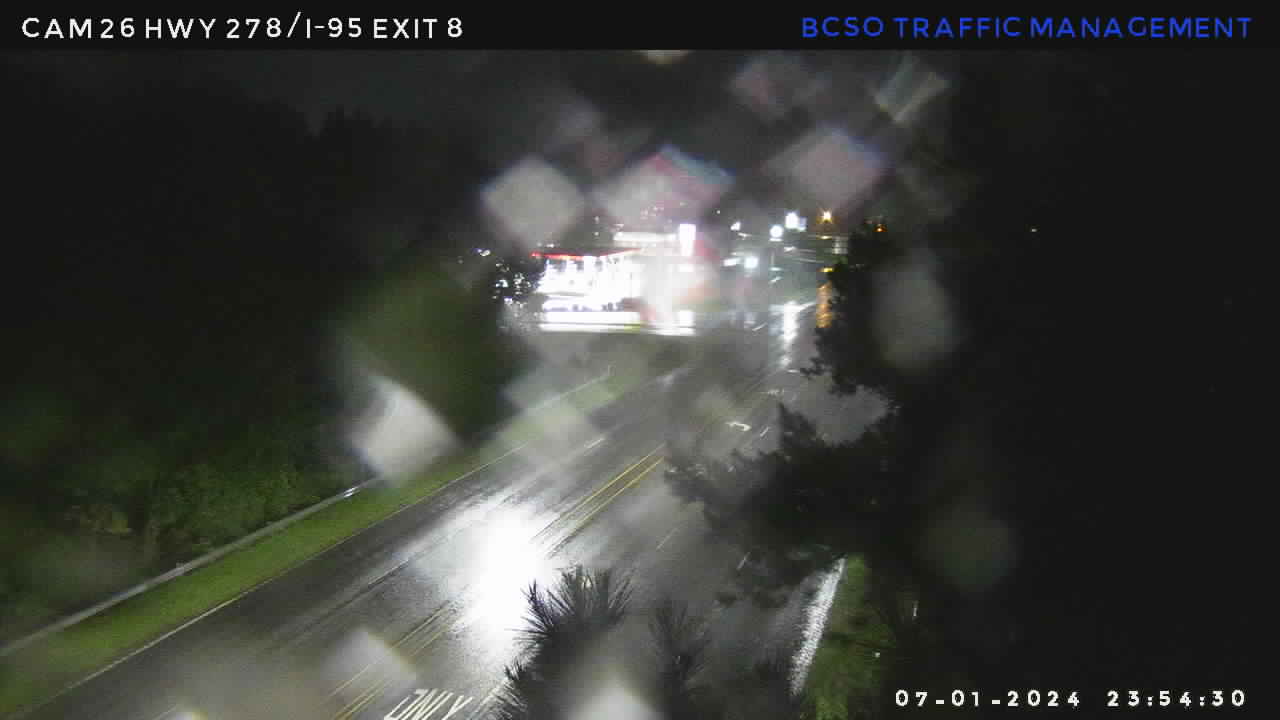 CAM26 HWY 278/I-95 EXIT 8
BCSO TRAFFIC MANAGEMENT
ONLY
07-01-2024 23:54:30